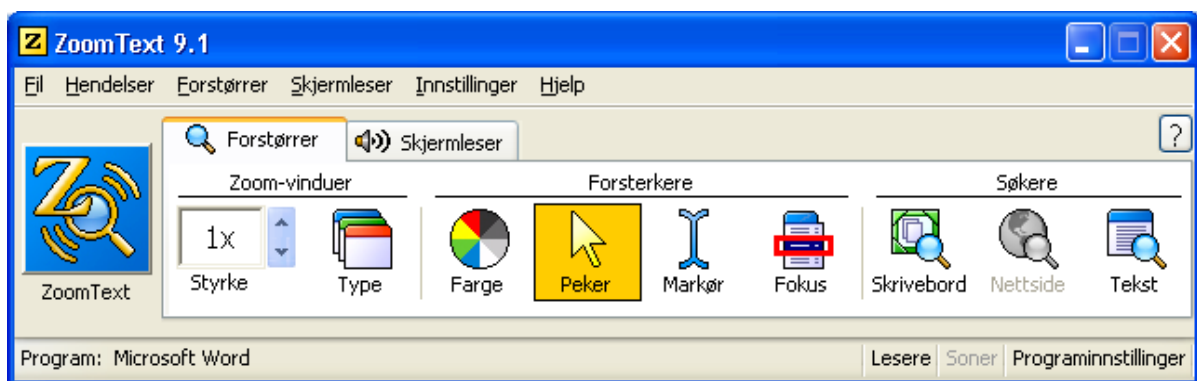 ZoomText 9.1
Fil Hendelser Forstørrer Skjermleser Innstillinger Hjelp
Forstørrer Skjermleser ?
Zoom-vinduer Forsterkere Søkere
1x
Styrke Type Farge Peker Markør Fokus Skrivebord Nettside Tekst
ZoomText
Program: Microsoft Word Lesere Soner Programinnstillinger